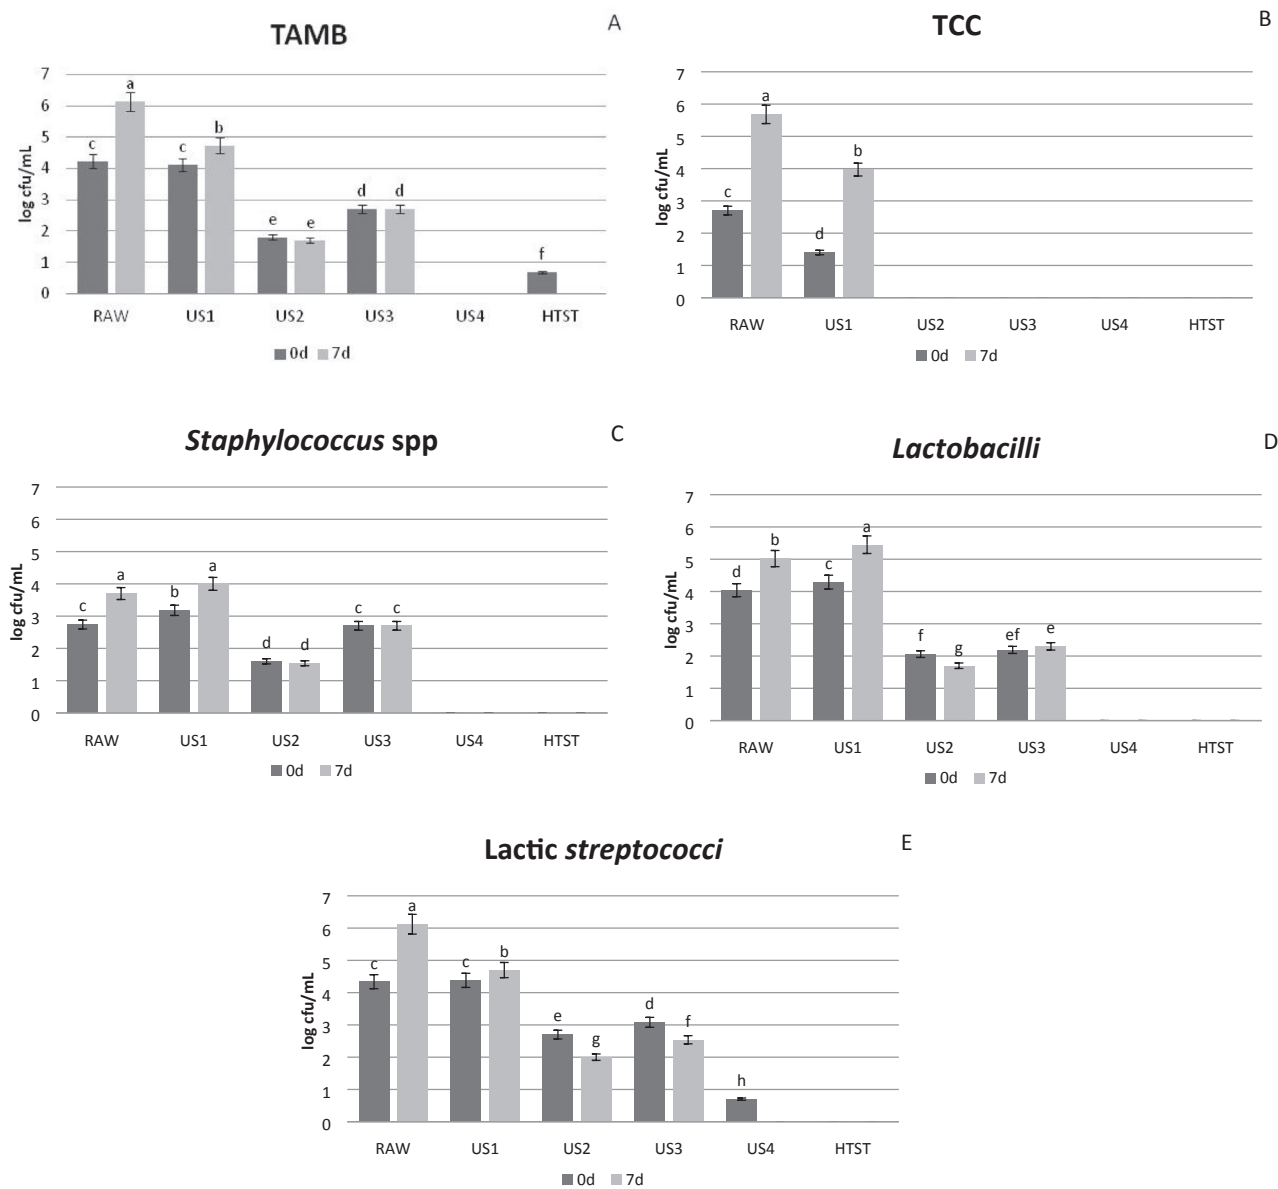 TAMB
A
log cfu/mL
7
6
5
4
3
2
1
0
a
b
c
c
d
d
e
e
f
RAW US1 US2 US3 US4 HTST
0d 7d
TCC
B
log cfu/mL
7
6
5
4
3
2
1
0
a
b
c
d
RAW US1 US2 US3 US4 HTST
0d 7d
Staphylococcus spp
C
log cfu/mL
7
6
5
4
3
2
1
0
a
a
c
b
c
c
d
d
RAW US1 US2 US3 US4 HTST
0d 7d
Lactobacilli
D
log cfu/mL
7
6
5
4
3
2
1
0
a
b
d
c
f
g
ef
e
RAW US1 US2 US3 US4 HTST
0d 7d
Lactic streptococci
E
log cfu/mL
7
6
5
4
3
2
1
0
a
b
c
c
d
e
f
g
h
RAW US1 US2 US3 US4 HTST
0d 7d